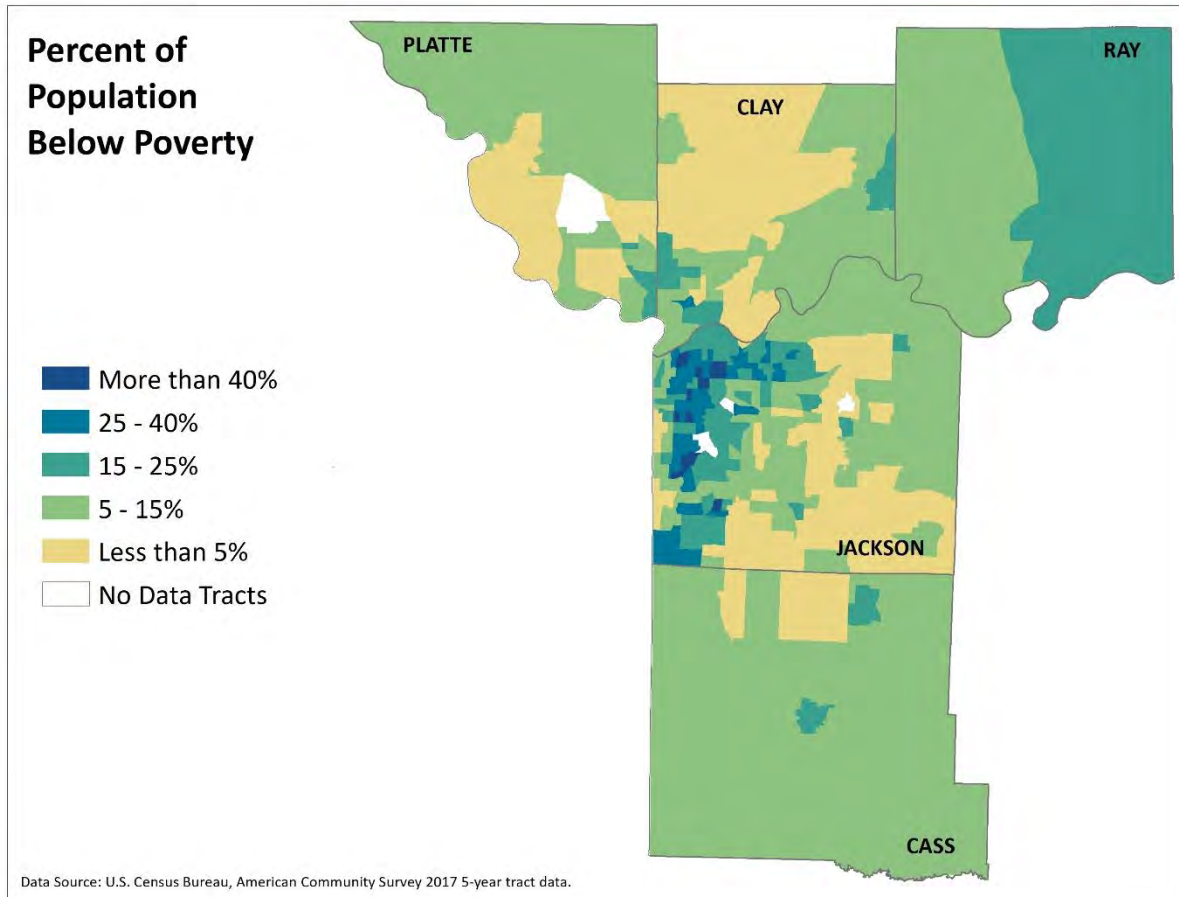 Percent of
Population
Below Poverty
PLATTE
CLAY
RAY
More than 40%
25 - 40%
15 - 25%
5 - 15%
Less than 5%
No Data Tracts
JACKSON
CASS
Data Source: U.S. Census Bureau, American Community Survey 2017 5-year tract data.